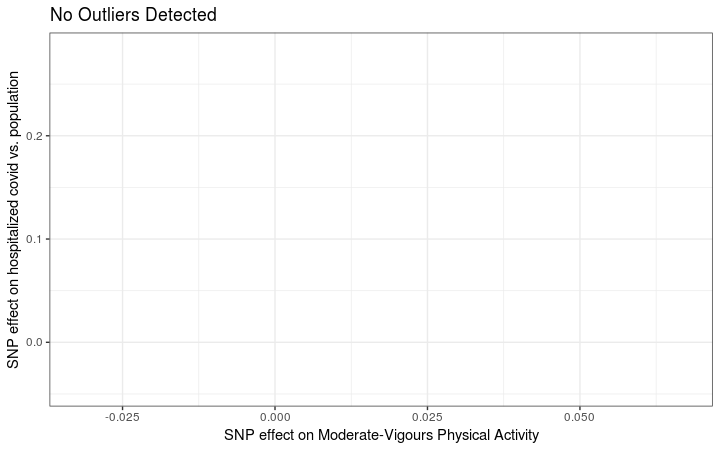 No Outliers Detected
SNP effect on hospitalized covid vs. population
0.2
0.1
0.0
-0.025
0.000
0.025
0.050
SNP effect on Moderate-Vigours Physical Activity